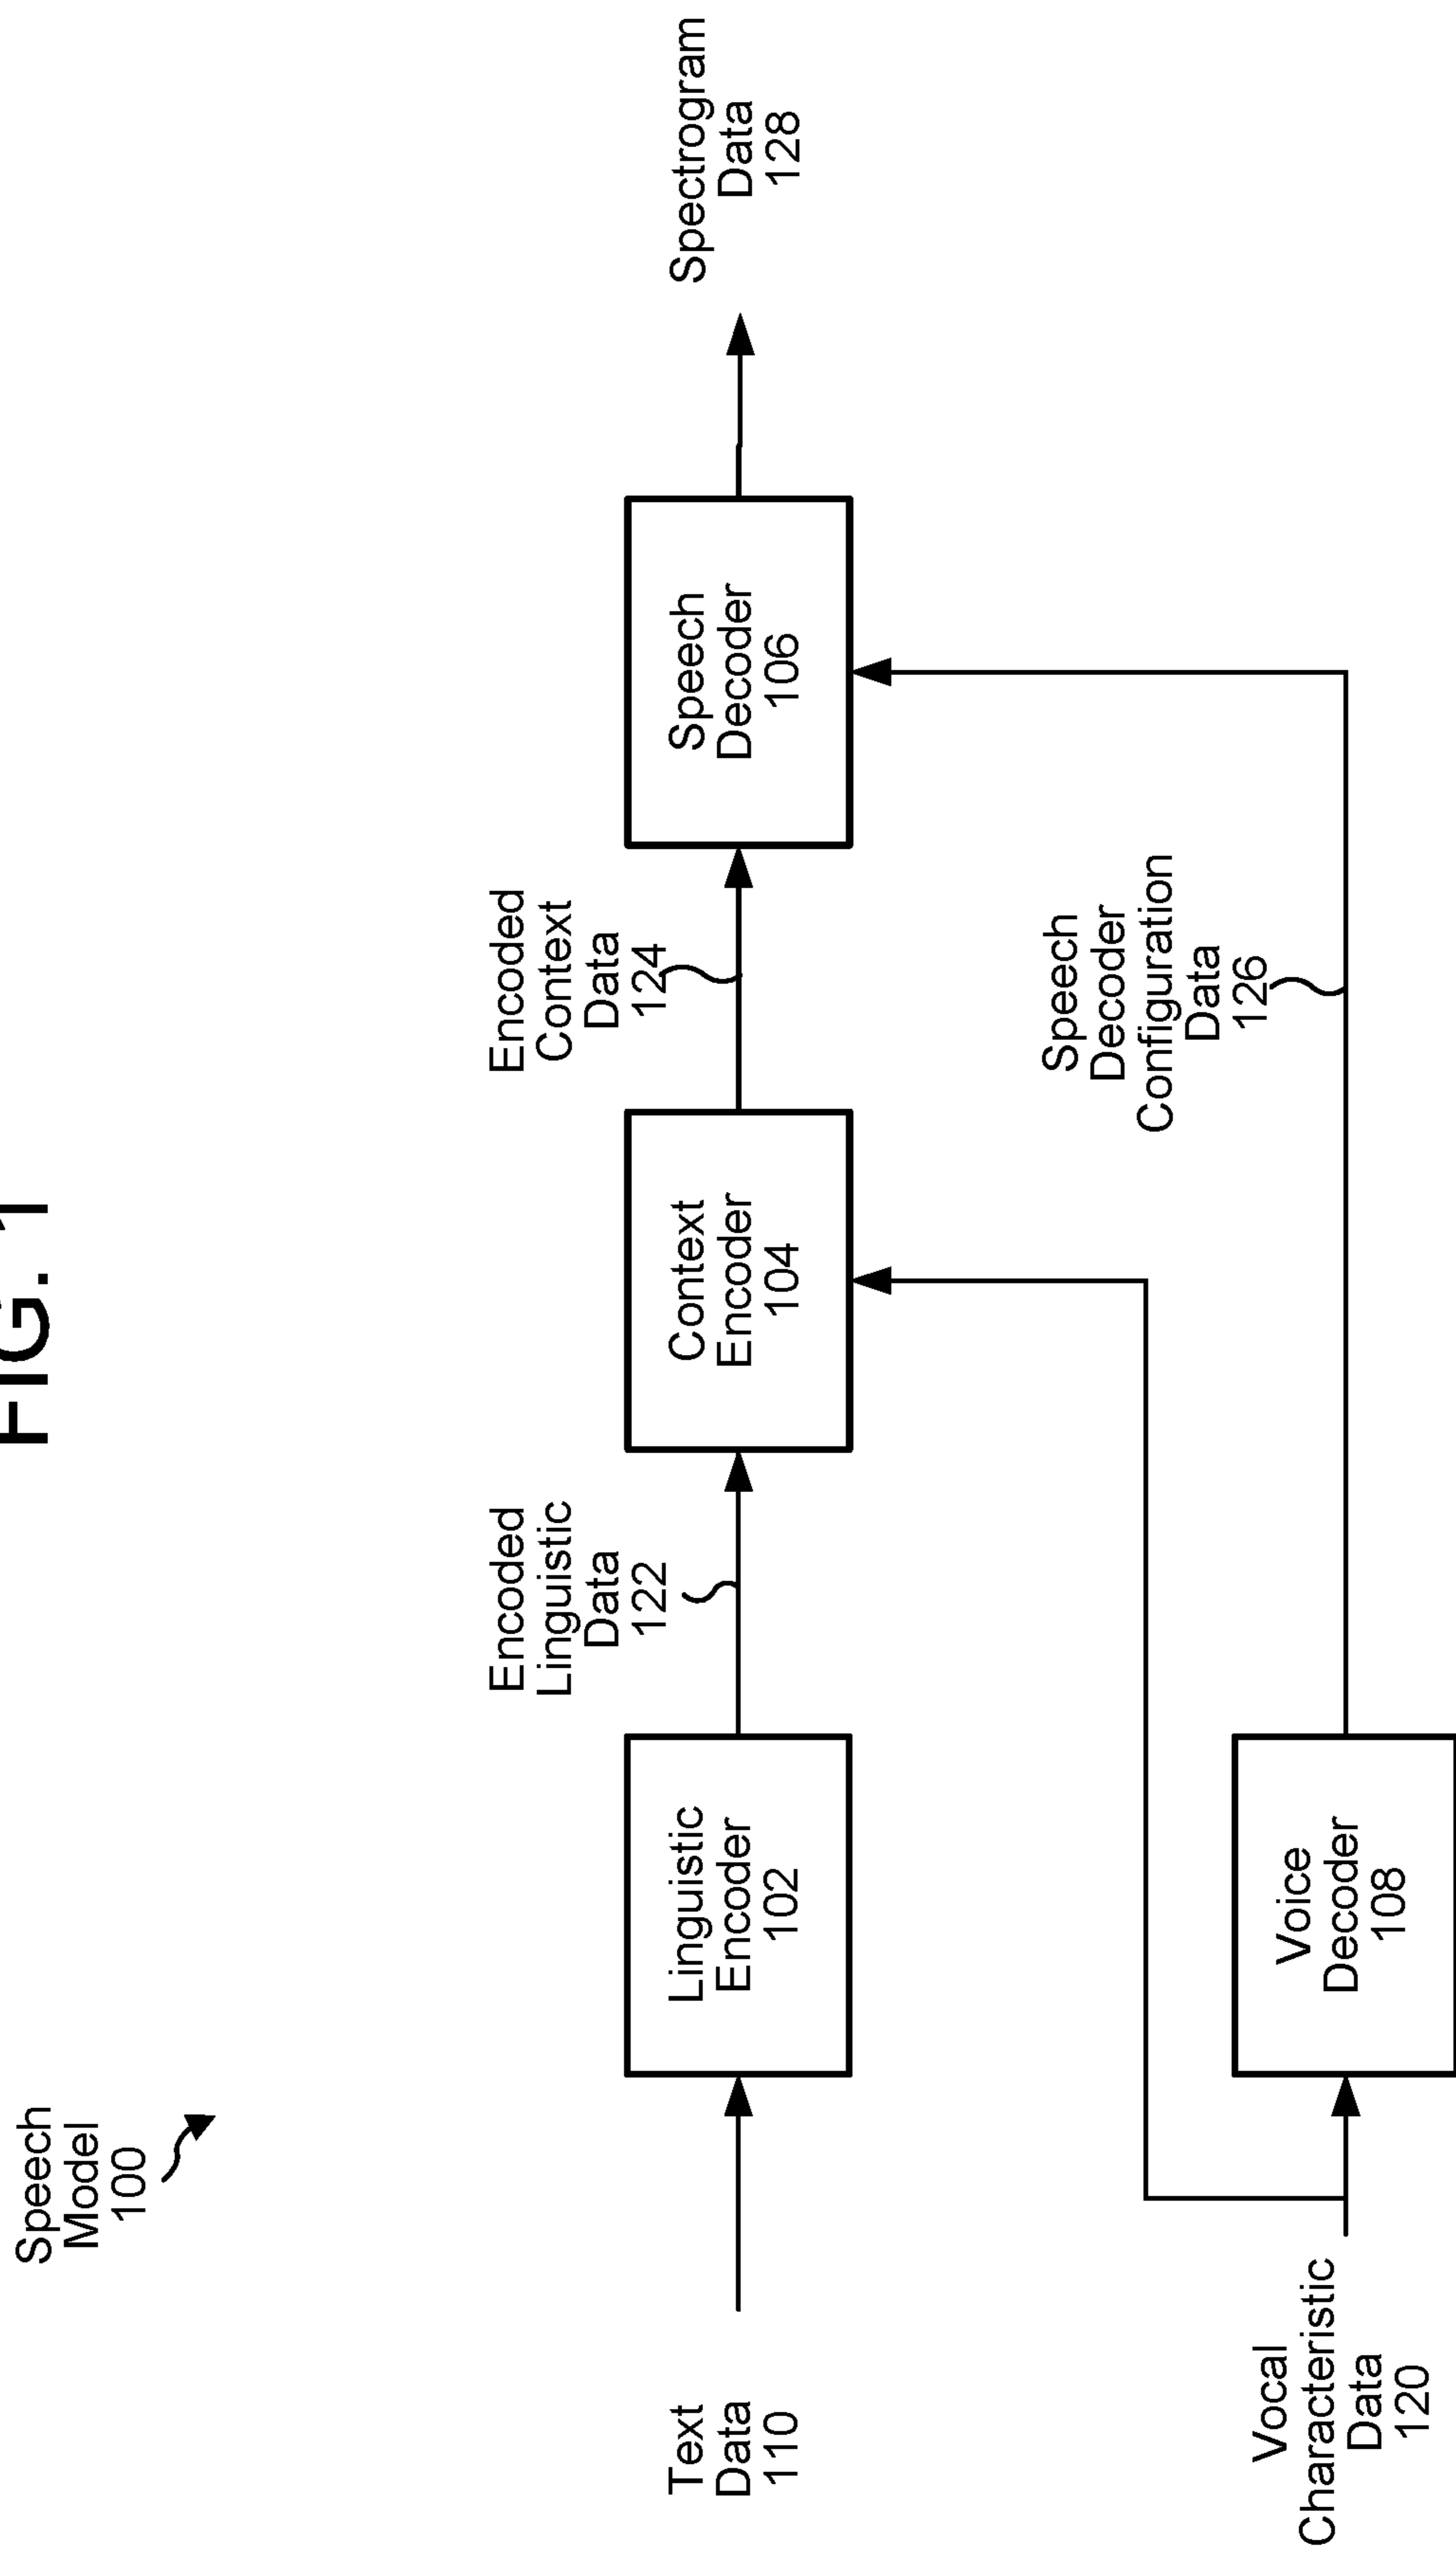 FIG. 1
Speech
Model
100
Text
Data
110
Linguistic
Encoder
102
Encoded
Linguistic
Data
122
Context
Encoder
104
Encoded
Context
Data
124
Speech
Decoder
106
Spectrogram
Data
128
Vocal
Characteristic
Data
120
Voice
Decoder
108
Speech
Decoder
Configuration
Data
126